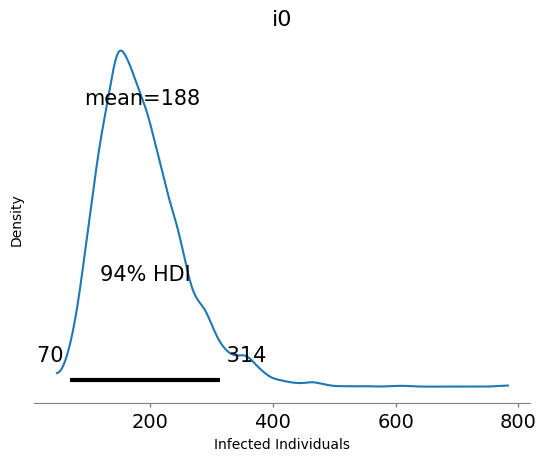 i0
mean=188
94% HDI
70
314
Density
200
400
600
800
Infected Individuals